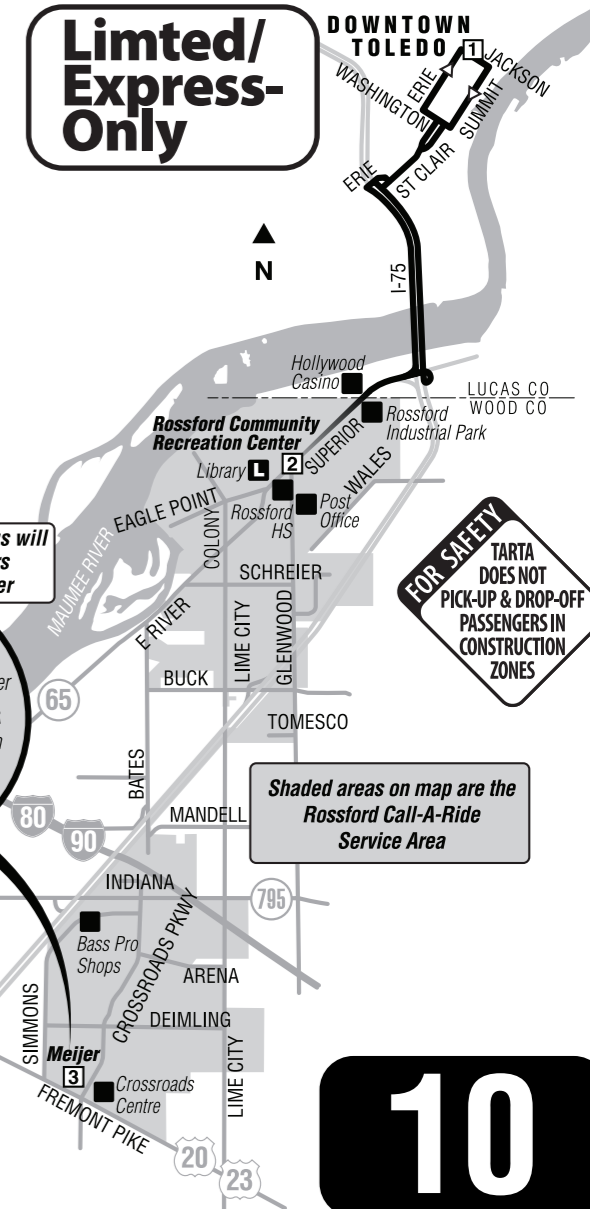 Limted/
Express-
Only
DOWNTOWN
TOLEDO
1
JACKSON
WASHINGTON
ERIE
SUMMIT
ERIE
ST CLAIR
N
I-75
Hollywood
Casino
LUCAS CO
WOOD CO
Rossford
Industrial Park
Rossford Community
Recreation Center
Library
L
2
SUPERIOR
WALES
EAGLE POINT
Rossford
HS
Post
Office
COLONY
MAUMEE RIVER
SCHREIER
E RIVER
LIME CITY
GLENWOOD
BUCK
65
TOMESCO
BATES
FOR SAFETY
TARTA
DOES NOT
PICK-UP & DROP-OFF
PASSENGERS IN
CONSTRUCTION
ZONES
Shaded areas on map are the
Rossford Call-A-Ride
Service Area
80
90
MANDELL
INDIANA
795
Bass Pro
Shops
CROSSROADS PKWY
ARENA
SIMMONS
DEIMLING
LIME CITY
Meijer
3
Crossroads
Centre
FREMONT PIKE
20
23
10
will
er
er